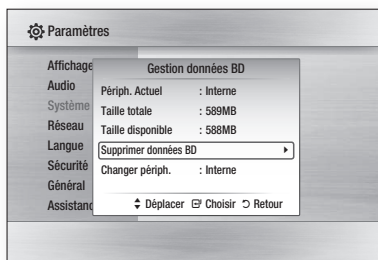 Paramètres
Affichage
Audio
Système
Réseau
Langue
Sécurité
Général
Assistanc
Gestion données BD
Périph. Actuel : Interne
Taille totale : 589MB
Taille disponible : 588MB
Supprimer données BD
Changer périph. : Interne
Déplacer Choisir Retour